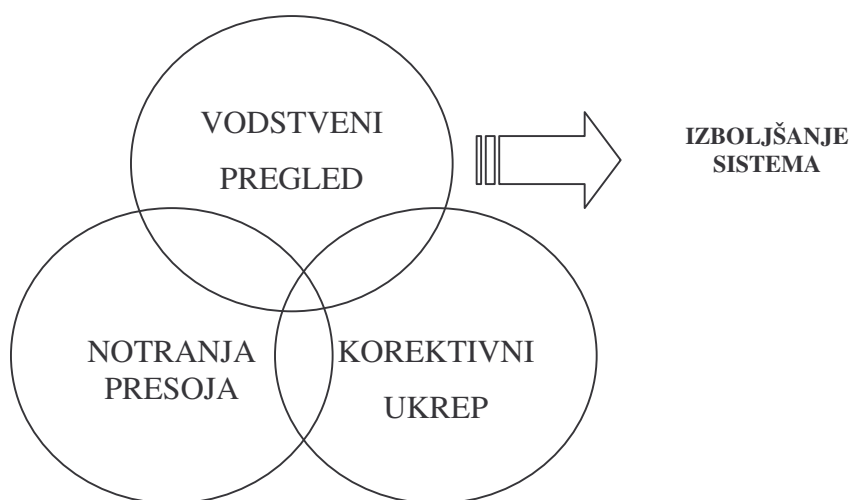 VODSTVENI
PREGLED
IZBOLJŠANJE
SISTEMA
NOTRANJA
PRESOJA
KOREKTIVNI
UKREP